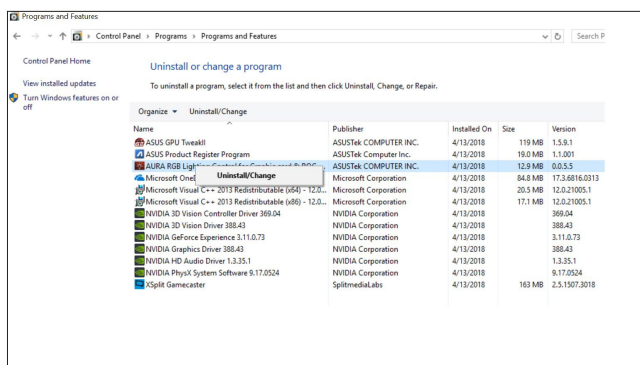 Programs and Features
Control Panel > Programs > Programs and Features
Search P
Control Panel Home
Uninstall or change a program
View installed updates
To uninstall a program, select it from the list and then click Uninstall, Change, or Repair.
Turn Windows features on or
off
Organize Uninstall/Change
Name Publisher Installed On Size Version
ASUS GPU TweakII ASUSTek COMPUTER INC. 4/13/2018 119 MB 1.5.9.1
ASUS Product Register Program ASUSTek Computer Inc. 4/13/2018 19.0 MB 1.1.001
AURA RGB Lighting Control for Graphic card & ROG ASUSTek COMPUTER INC. 4/13/2018 12.9 MB 0.0.5.5
Uninstall/Change
Microsoft Microsoft Corporation 4/13/2018 84.8 MB 17.3.6816.0313
Microsoft Visual C++ 2013 Redistributable (x64) - 12.0... Microsoft Corporation 4/13/2018 20.5 MB 12.0.21005.1
Microsoft Visual C++ 2013 Redistributable (x86) - 12.0... Microsoft Corporation 4/13/2018 17.1 MB 12.0.21005.1
NVIDIA 3D Vision Controller Driver 369.04 NVIDIA Corporation 4/13/2018 369.04
NVIDIA 3D Vision Driver 388.43 NVIDIA Corporation 4/13/2018 388.43
NVIDIA GeForce Experience 3.11.0.73 NVIDIA Corporation 4/13/2018 3.11.0.73
NVIDIA Graphics Driver 388.43 NVIDIA Corporation 4/13/2018 388.43
NVIDIA HD Audio Driver 1.3.35.1 NVIDIA Corporation 4/13/2018 1.3.35.1
NVIDIA PhysX System Software 9.17.0524 NVIDIA Corporation 4/13/2018 9.17.0524
XSplit Gamecaster SplitmediaLabs 4/13/2018 163 MB 2.5.1507.3018